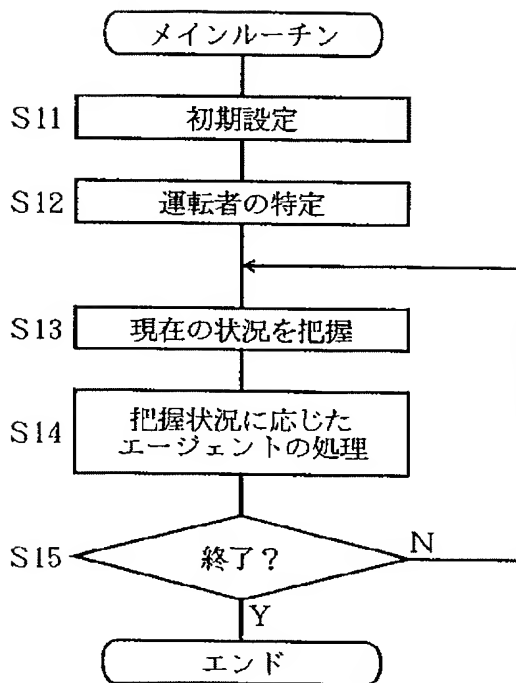 メインルーチン
S11
初期設定
S12
運転者の特定
S13
現在の状況を把握
S14
把握状況に応じた
エージェントの処理
S15
終了？
N
Y
エンド